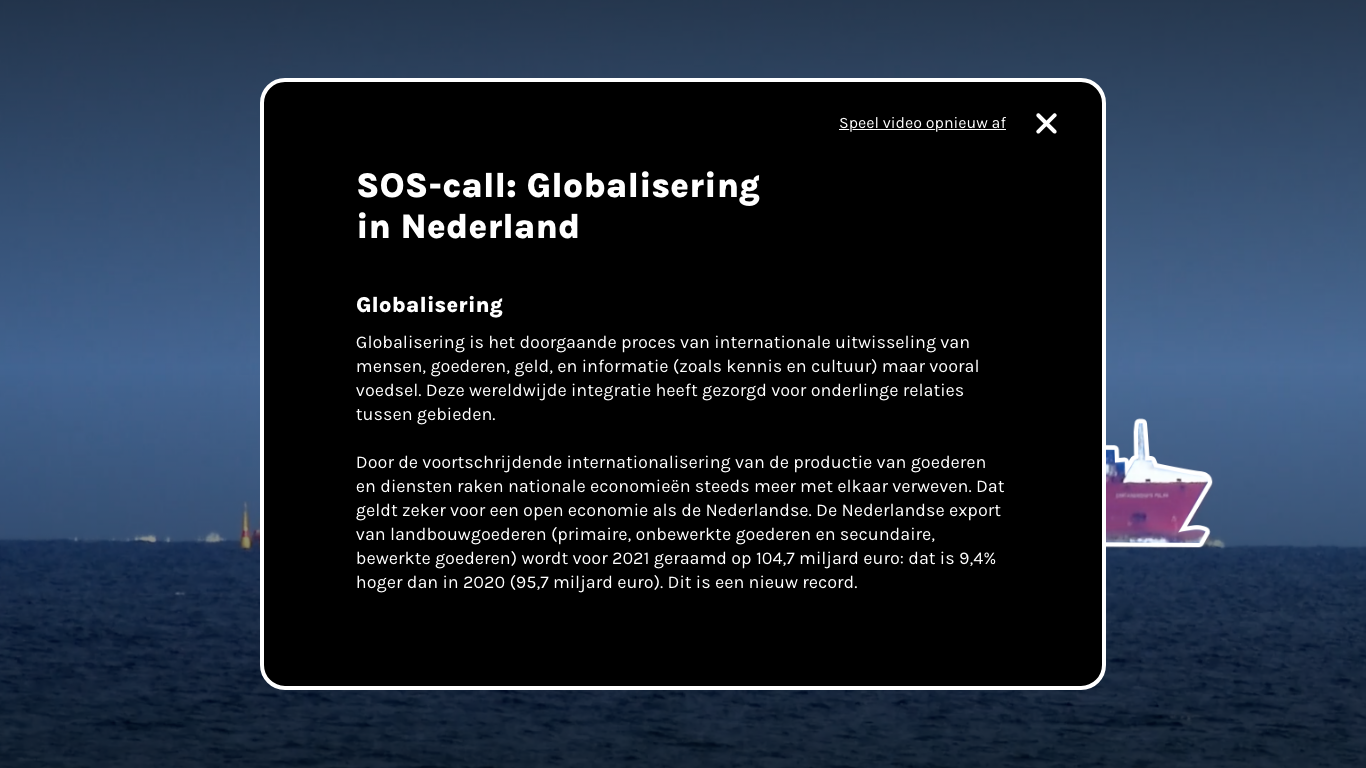 Speel video opnieuw af
SOS-call: Globalisering
in Nederland
Globalisering
Globalisering is het doorgaande proces van internationale uitwisseling van
mensen, goederen, geld, en informatie (zoals kennis en cultuur) maar vooral
voedsel. Deze wereldwijde integratie heeft gezorgd voor onderlinge relaties
tussen gebieden.
Door de voortschrijdende internationalisering van de productie van goederen
en diensten raken nationale economieën steeds meer met elkaar verweven. Dat
geldt zeker voor een open economie als de Nederlandse. De Nederlandse export
van landbouwgoederen (primaire, onbewerkte goederen en secundaire,
bewerkte goederen) wordt voor 2021 geraamd op 104,7 miljard euro: dat is 9,4%
hoger dan in 2020 (95,7 miljard euro). Dit is een nieuw record.